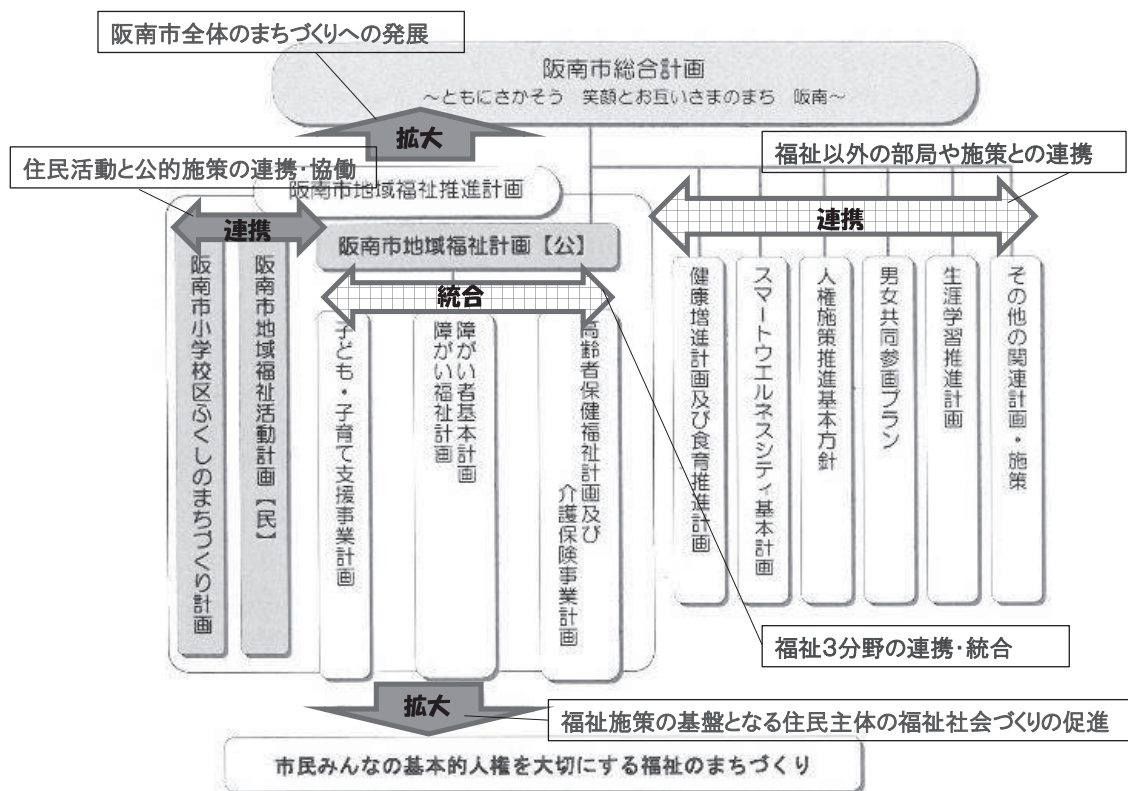 阪南市全体のまちづくりへの発展
阪南市総合計画
～ともにさかそう 笑顔とお互いさまのまち 阪南～
拡大
住民活動と公的施策の連携・協働
福祉以外の部局や施策との連携
阪南市地域福祉推進計画
連携
連携
阪南市地域福祉計画【公】
統合
阪南市小学校区ふくしのまちづくり計画
阪南市地域福祉活動計画【民】
子ども・子育て支援事業計画
障がい者基本計画
障がい福祉計画
高齢者保健福祉計画及び
介護保険事業計画
健康増進計画及び食育推進計画
スマートウエルネスシティ基本計画
人権施策推進基本方針
男女共同参画プラン
生涯学習推進計画
その他の関連計画・施策
福祉3分野の連携・統合
拡大
福祉施策の基盤となる住民主体の福祉社会づくりの促進
市民みんなの基本的人権を大切にする福祉のまちづくり